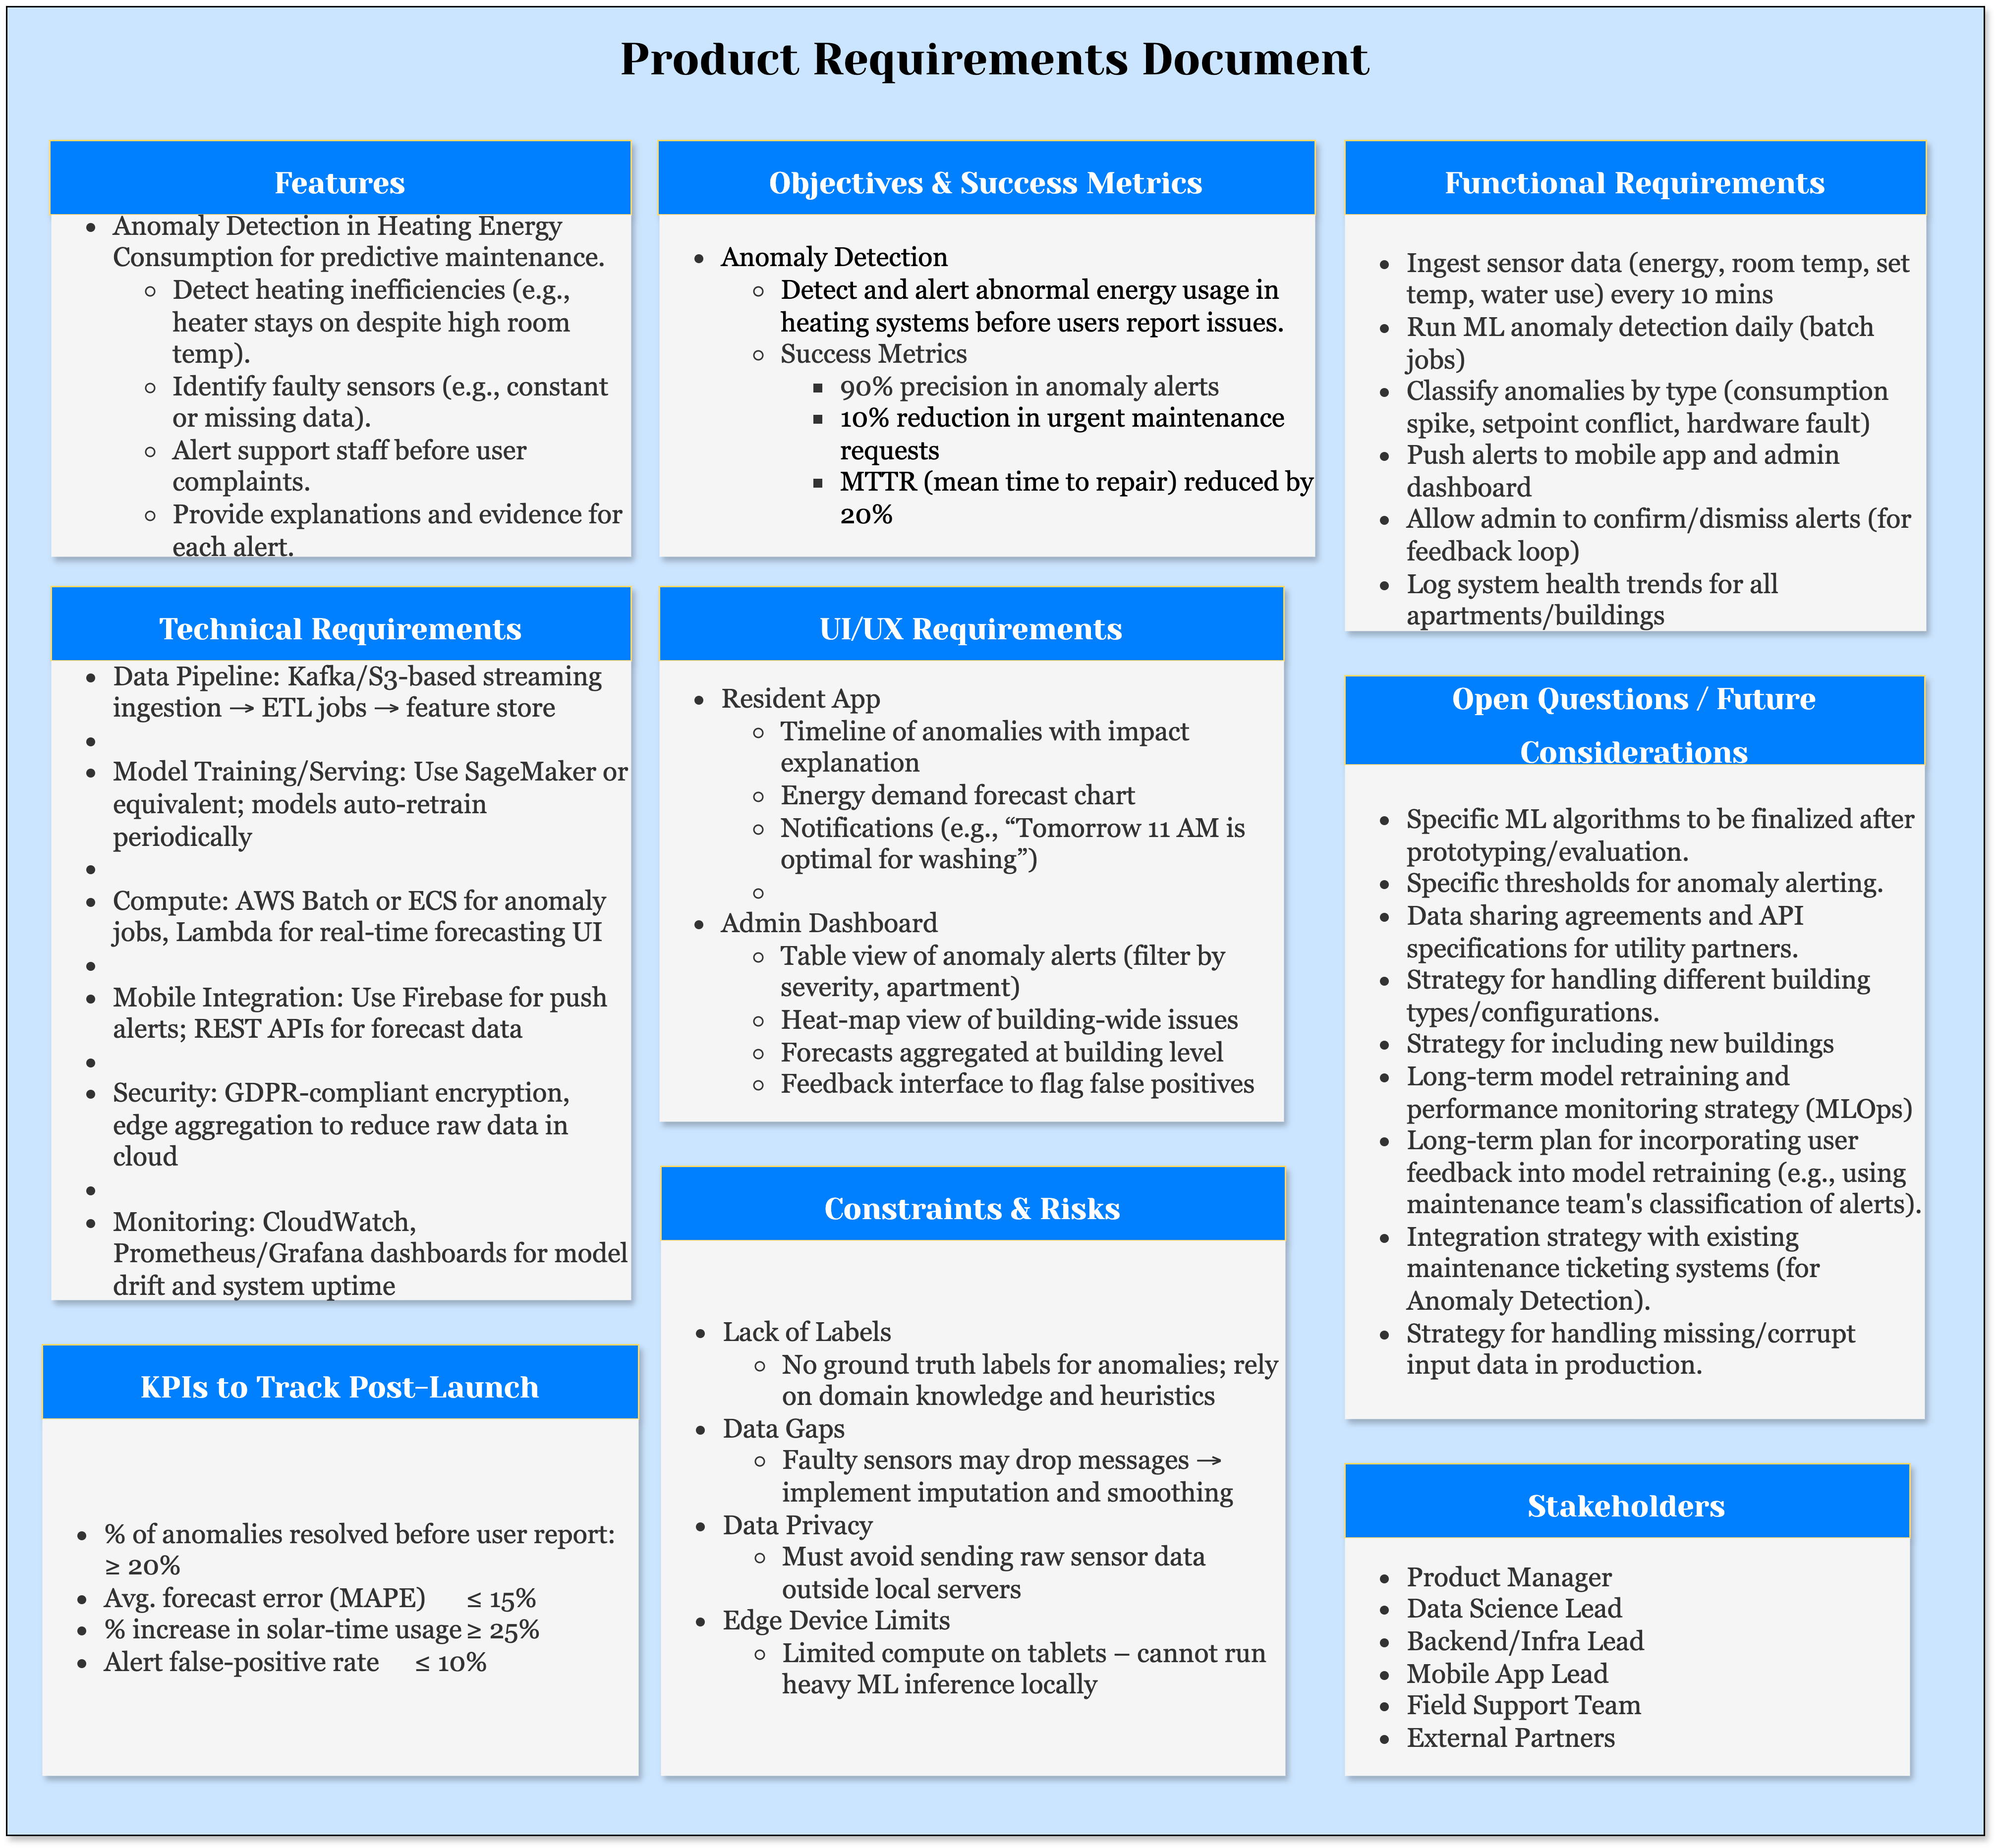 Product Requirements Document
Features
• Anomaly Detection in Heating Energy
Consumption for predictive maintenance.
○ Detect heating inefficiencies (e.g.,
heater stays on despite high room
temp).
○ Identify faulty sensors (e.g., constant
or missing data).
○ Alert support staff before user
complaints.
○ Provide explanations and evidence for
each alert.
Objectives & Success Metrics
• Anomaly Detection
○ Detect and alert abnormal energy usage in
heating systems before users report issues.
○ Success Metrics
■ 90% precision in anomaly alerts
■ 10% reduction in urgent maintenance
requests
■ MTTR (mean time to repair) reduced by
20%
Functional Requirements
• Ingest sensor data (energy, room temp, set
temp, water use) every 10 mins
• Run ML anomaly detection daily (batch
jobs)
• Classify anomalies by type (consumption
spike, setpoint conflict, hardware fault)
• Push alerts to mobile app and admin
dashboard
• Allow admin to confirm/dismiss alerts (for
feedback loop)
• Log system health trends for all
apartments/buildings
Technical Requirements
• Data Pipeline: Kafka/S3-based streaming
ingestion → ETL jobs → feature store
•
• Model Training/Serving: Use SageMaker or
equivalent; models auto-retrain
periodically
•
• Compute: AWS Batch or ECS for anomaly
jobs, Lambda for real-time forecasting UI
•
• Mobile Integration: Use Firebase for push
alerts; REST APIs for forecast data
•
• Security: GDPR-compliant encryption,
edge aggregation to reduce raw data in
cloud
•
• Monitoring: CloudWatch,
Prometheus/Grafana dashboards for model
drift and system uptime
UI/UX Requirements
• Resident App
○ Timeline of anomalies with impact
explanation
○ Energy demand forecast chart
○ Notifications (e.g., “Tomorrow 11 AM is
optimal for washing”)
○
• Admin Dashboard
○ Table view of anomaly alerts (filter by
severity, apartment)
○ Heat-map view of building-wide issues
○ Forecasts aggregated at building level
○ Feedback interface to flag false positives
Open Questions / Future
Considerations
• Specific ML algorithms to be finalized after
prototyping/evaluation.
• Specific thresholds for anomaly alerting.
• Data sharing agreements and API
specifications for utility partners.
• Strategy for handling different building
types/configurations.
• Strategy for including new buildings
• Long-term model retraining and
performance monitoring strategy (MLOps)
• Long-term plan for incorporating user
feedback into model retraining (e.g., using
maintenance team's classification of alerts).
• Integration strategy with existing
maintenance ticketing systems (for
Anomaly Detection).
• Strategy for handling missing/corrupt
input data in production.
KPIs to Track Post-Launch
• % of anomalies resolved before user report:
≥ 20%
• Avg. forecast error (MAPE) ≤ 15%
• % increase in solar-time usage ≥ 25%
• Alert false-positive rate ≤ 10%
Constraints & Risks
• Lack of Labels
○ No ground truth labels for anomalies; rely
on domain knowledge and heuristics
• Data Gaps
○ Faulty sensors may drop messages →
implement imputation and smoothing
• Data Privacy
○ Must avoid sending raw sensor data
outside local servers
• Edge Device Limits
○ Limited compute on tablets – cannot run
heavy ML inference locally
Stakeholders
• Product Manager
• Data Science Lead
• Backend/Infra Lead
• Mobile App Lead
• Field Support Team
• External Partners